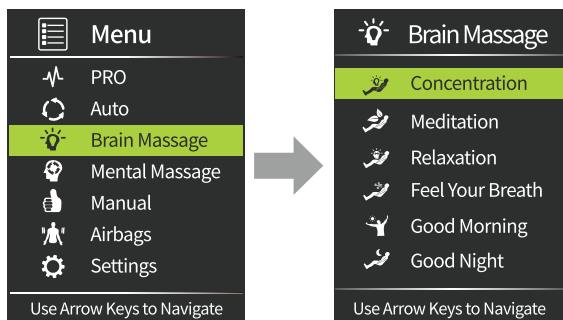 Menu
PRO
Auto
Brain Massage
Mental Massage
Manual
Airbags
Settings
Use Arrow Keys to Navigate
Brain Massage
Concentration
Meditation
Relaxation
Feel Your Breath
Good Morning
Good Night
Use Arrow Keys to Navigate